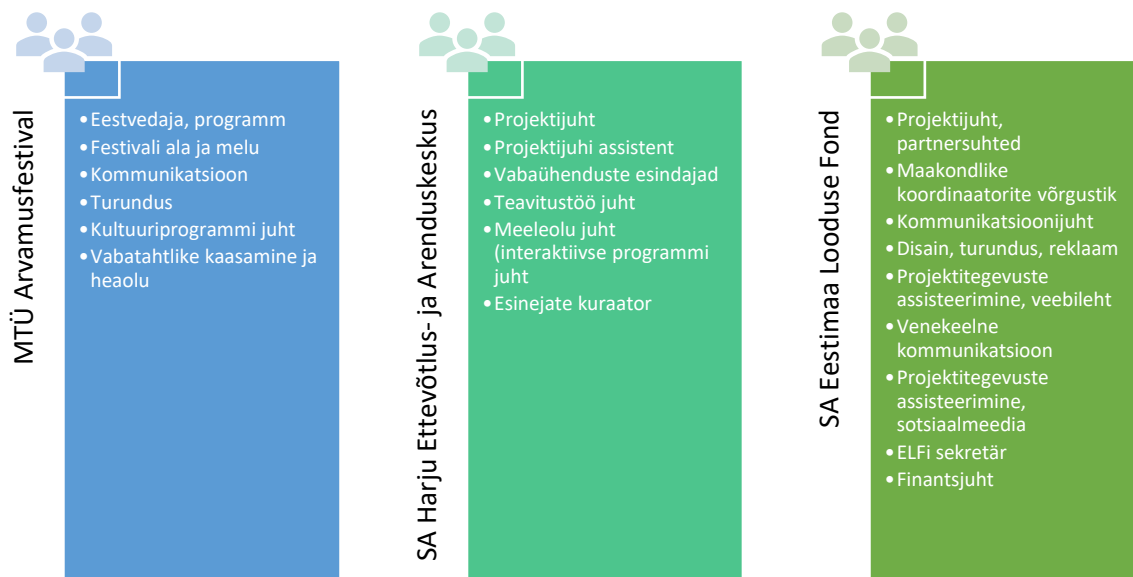 MTÜ Arvamusfestival
•Eestvedaja, programm
•Festivali ala ja melu
•Kommunikatsioon
•Turundus
•Kultuuriprogrammi juht
•Vabatahtlike kaasamine ja
heaolu
SA Harju Ettevõtlus- ja Arenduskeskus
•Projektijuht
•Projektijuhi assistent
•Vabaühenduste esindajad
•Teavitustöö juht
•Meeleolu juht
(interaktiivse programmi
juht
•Esinejate kuraator
SA Eestimaa Looduse Fond
•Projektijuht,
partnersuhted
•Maakondlike
koordinaatorite võrgustik
•Kommunikatsioonijuht
•Disain, turundus, reklaam
•Projektitegevuste
assisteerimine, veebileht
•Venekeelne
kommunikatsioon
•Projektitegevuste
assisteerimine,
sotsiaalmeedia
•ELFi sekretär
•Finantsjuht